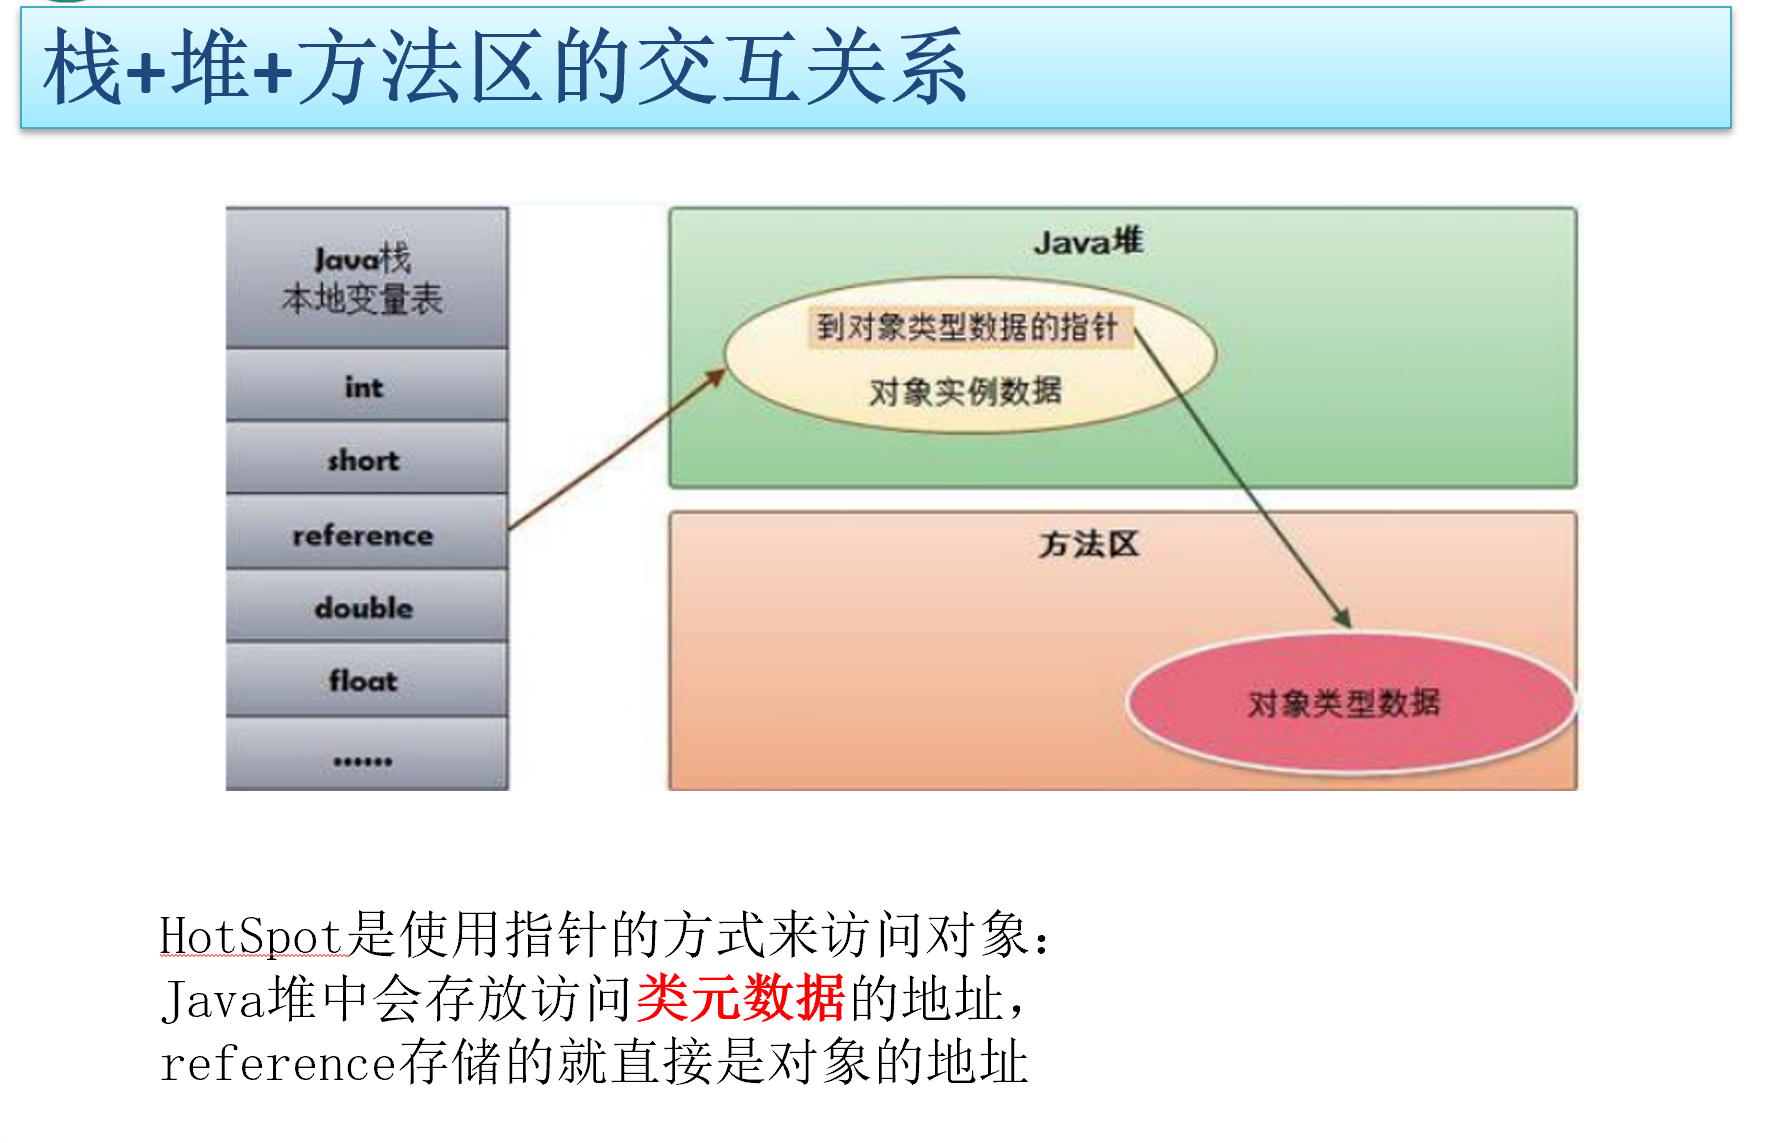 栈+堆+方法区的交互关系
Java栈
本地变量表
int
short
reference
double
float
……
Java堆
到对象类型数据的指针
对象实例数据
方法区
对象类型数据
HotSpot是使用指针的方式来访问对象：
Java堆中会存放访问类元数据的地址，
reference存储的就直接是对象的地址